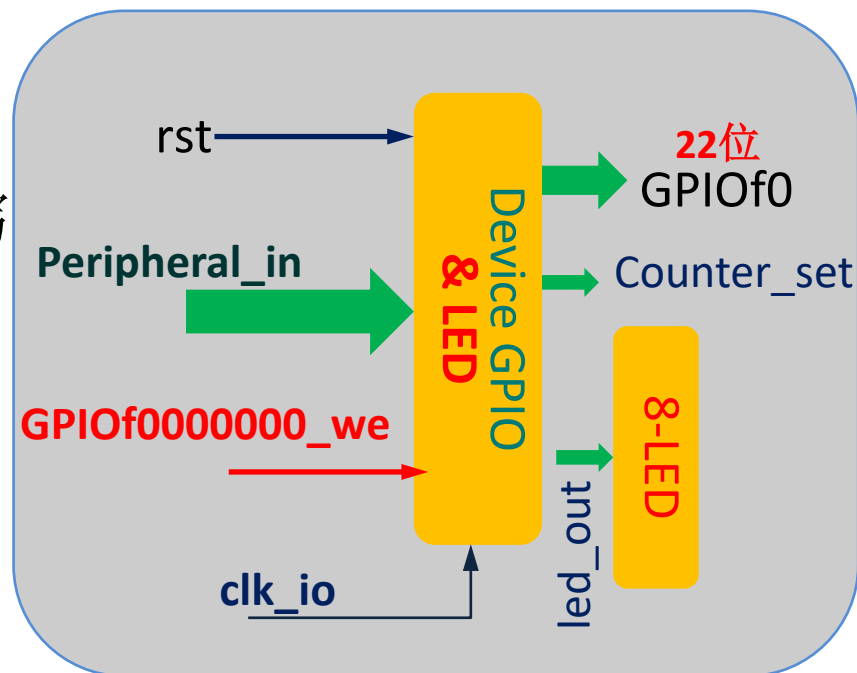 rst
22位
GPIOf0
Peripheral_in
Device GPIO
& LED
Counter_set
GPIOf0000000_we
8-LED
led_out
clk_io